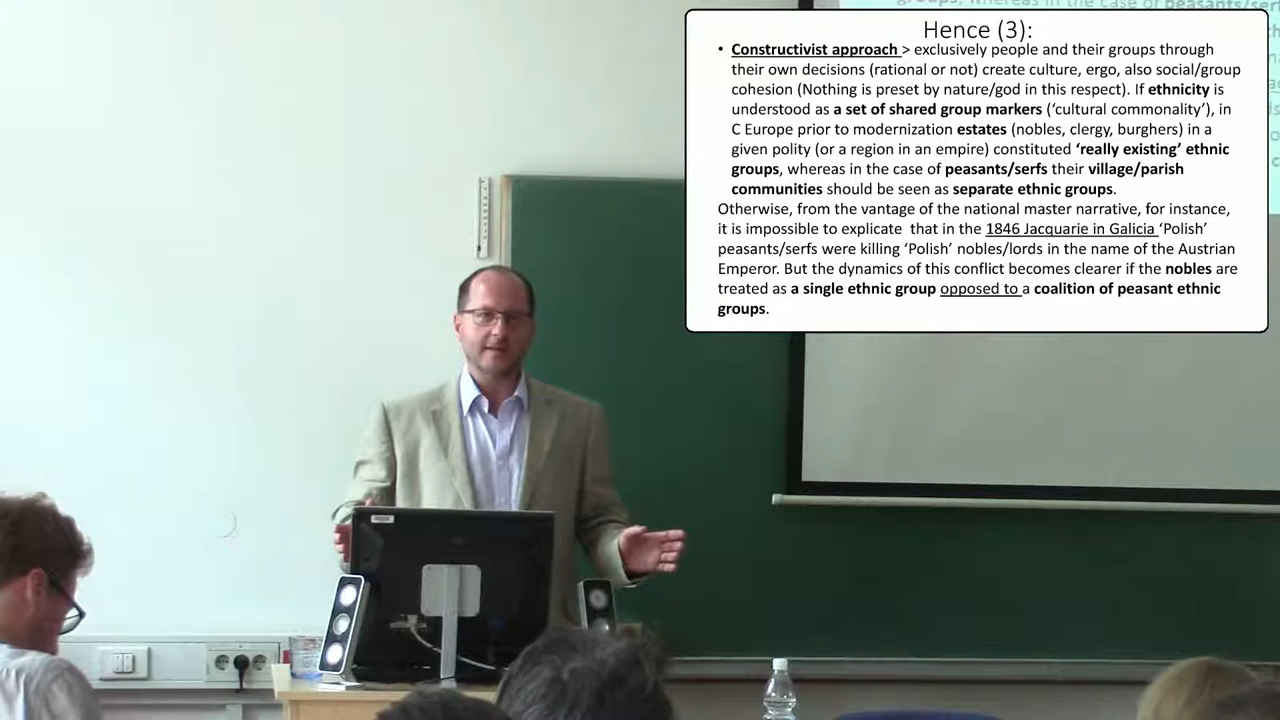 Hence (3):
• Constructivist approach > exclusively people and their groups through
their own decisions (rational or not) create culture, ergo, also social/group
cohesion (Nothing is preset by nature/god in this respect). If ethnicity is
understood as a set of shared group markers (‘cultural commonality’), in
C Europe prior to modernization estates (nobles, clergy, burghers) in a
given polity (or a region in an empire) constituted ‘really existing’ ethnic
groups, whereas in the case of peasants/serfs their village/parish
communities should be seen as separate ethnic groups.
Otherwise, from the vantage of the national master narrative, for instance,
it is impossible to explicate that in the 1846 Jacquarie in Galicia ‘Polish’
peasants/serfs were killing ‘Polish’ nobles/lords in the name of the Austrian
Emperor. But the dynamics of this conflict becomes clearer if the nobles are
treated as a single ethnic group opposed to a coalition of peasant ethnic
groups.